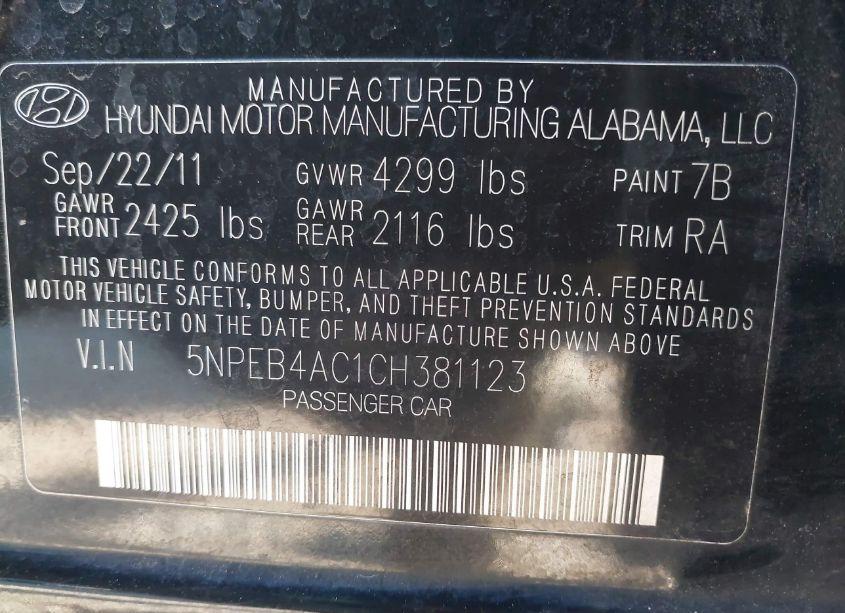 MANUFACTURED BY
HYUNDAI MOTOR MANUFACTURING ALABAMA, LLC
Sep/22/11 GVWR 4299 lbs PAINT 7B
GAWR FRONT 2425 lbs GAWR REAR 2116 lbs TRIM RA
THIS VEHICLE CONFORMS TO ALL APPLICABLE U.S.A. FEDERAL
MOTOR VEHICLE SAFETY, BUMPER, AND THEFT PREVENTION STANDARDS
IN EFFECT ON THE DATE OF MANUFACTURE SHOWN ABOVE
V.I.N 5NPEB4AC1CH381123
PASSENGER CAR